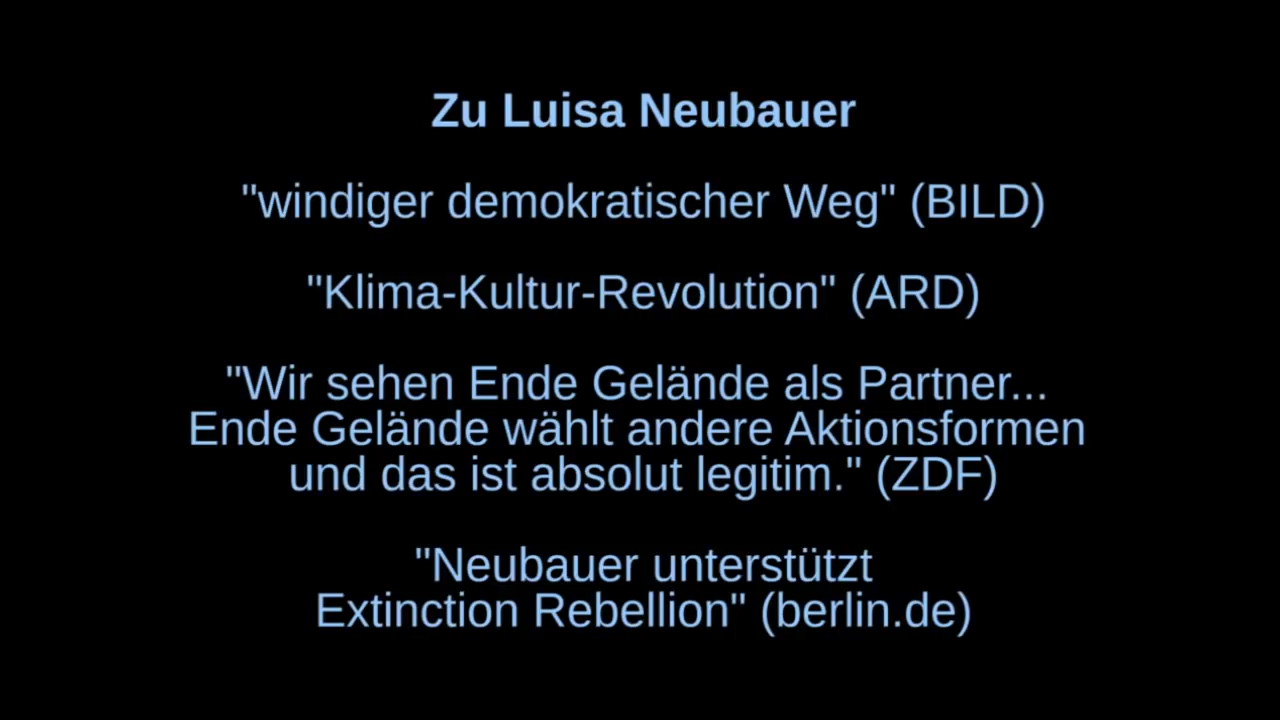 Zu Luisa Neubauer
"windiger demokratischer Weg" (BILD)
"Klima-Kultur-Revolution" (ARD)
"Wir sehen Ende Gelände als Partner...
Ende Gelände wählt andere Aktionsformen
und das ist absolut legitim." (ZDF)
"Neubauer unterstützt
Extinction Rebellion" (berlin.de)